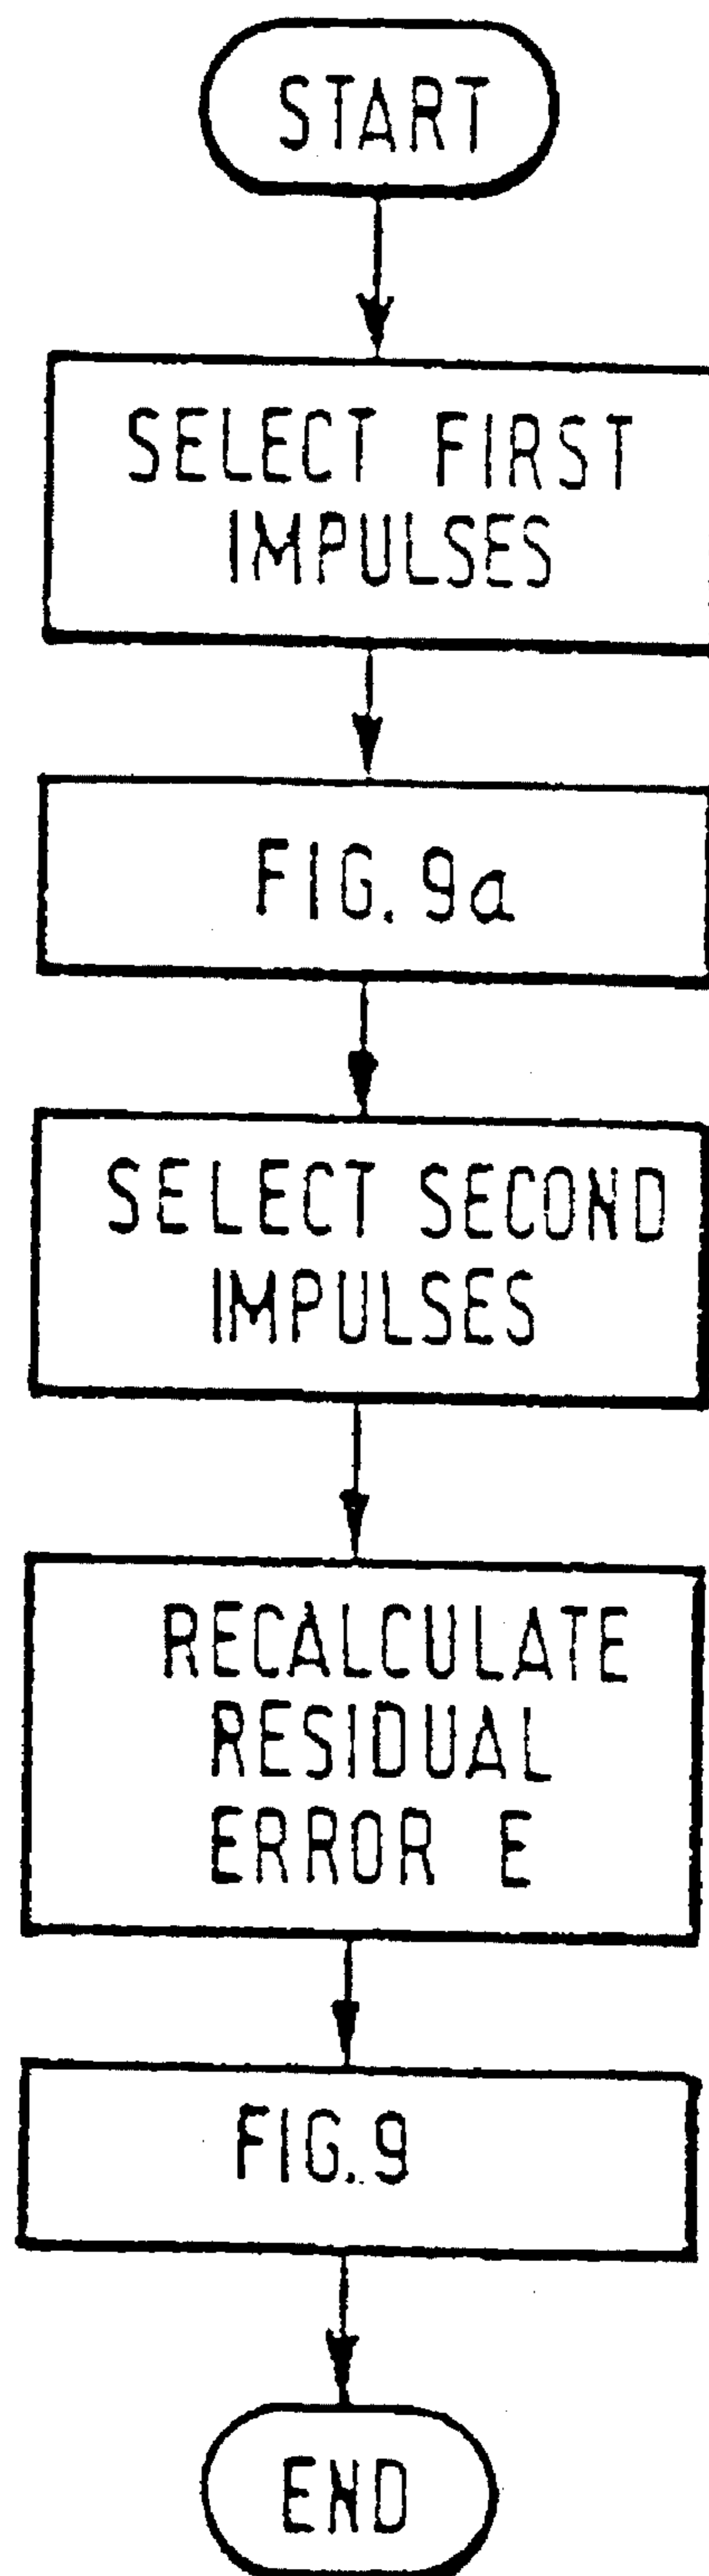 START
SELECT FIRST
IMPULSES
FIG. 9a
SELECT SECOND
IMPULSES
RECALCULATE
RESIDUAL
ERROR E
FIG. 9
END